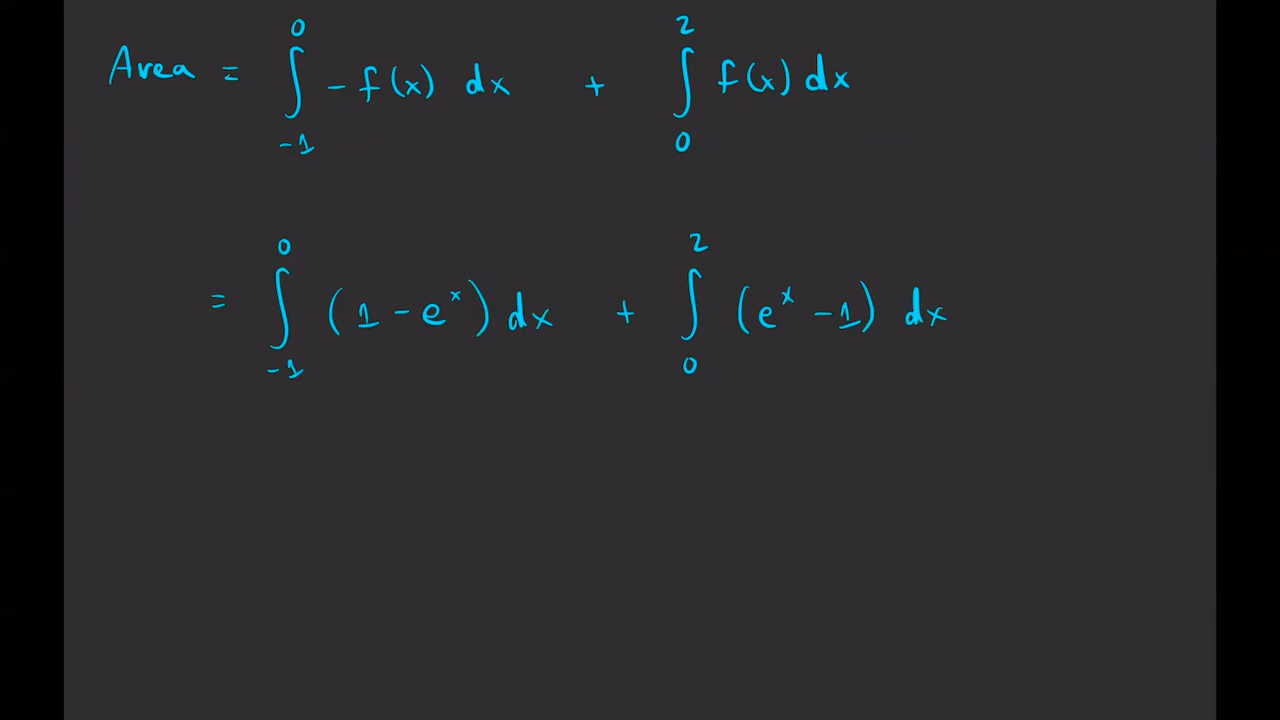 Area = ∫_{-1}^{0} -f(x) dx + ∫_{0}^{2} f(x) dx
= ∫_{-1}^{0} (1 - e^x) dx + ∫_{0}^{2} (e^x - 1) dx